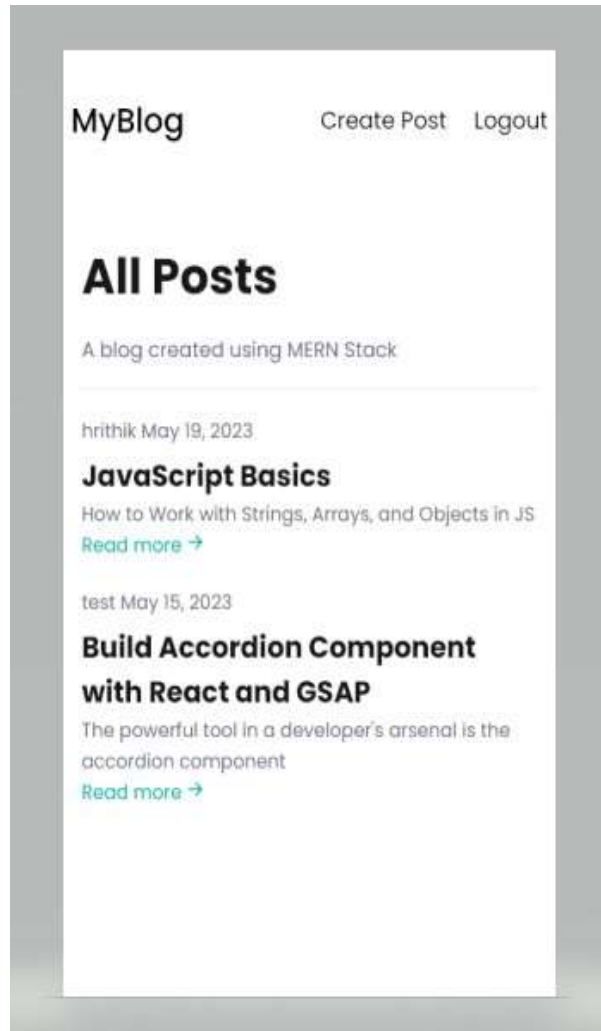 MyBlog
Create Post Logout
All Posts
A blog created using MERN Stack
hrithik May 19, 2023
JavaScript Basics
How to Work with Strings, Arrays, and Objects in JS
Read more →
test May 15, 2023
Build Accordion Component
with React and GSAP
The powerful tool in a developer's arsenal is the
accordion component
Read more →